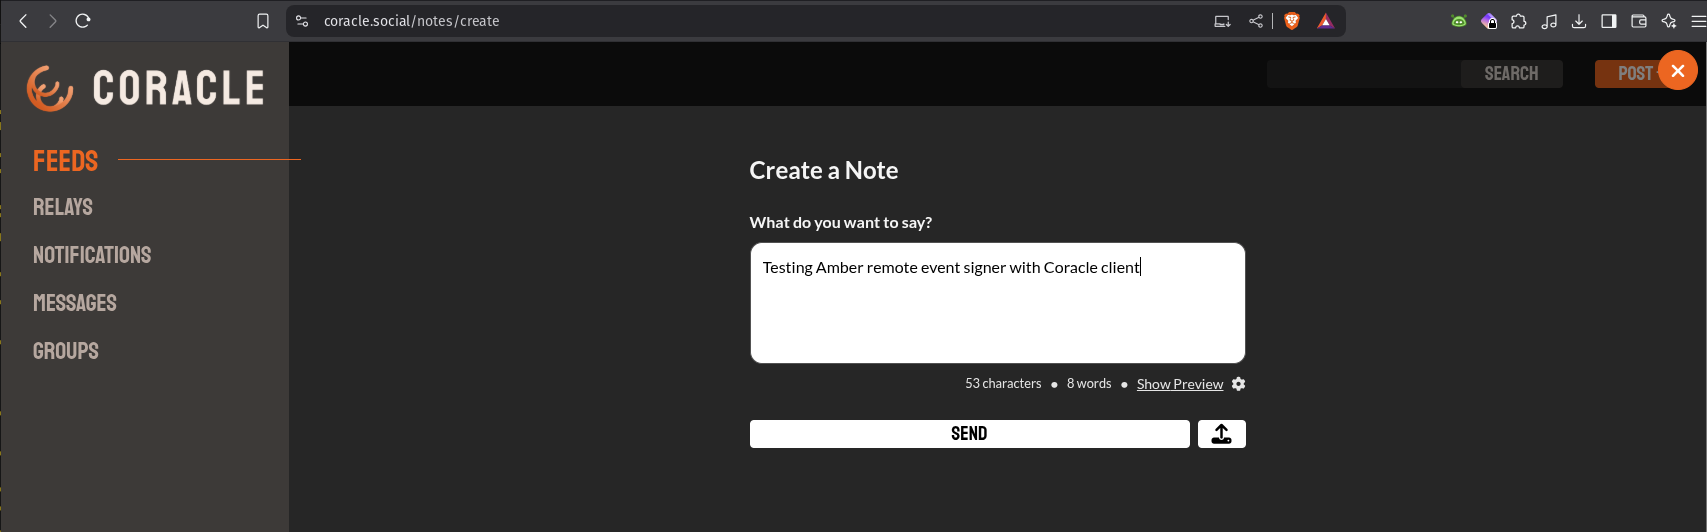 coracle.social/notes/create
CORACLE
SEARCH
POST
FEEDS
RELAYS
NOTIFICATIONS
MESSAGES
GROUPS
Create a Note
What do you want to say?
Testing Amber remote event signer with Coracle client
53 characters • 8 words • Show Preview
SEND